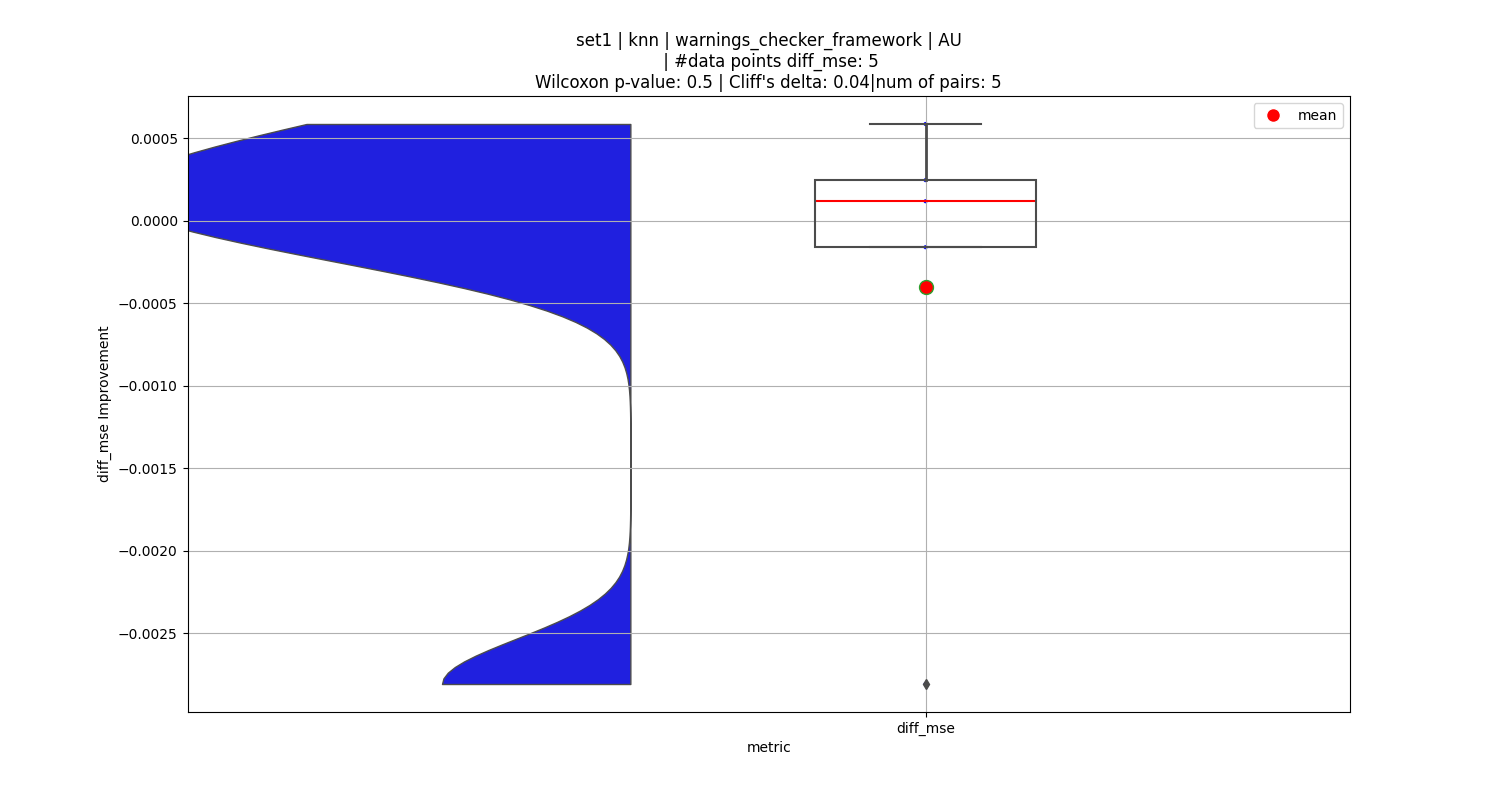 set1 | knn | warnings_checker_framework | AU
| #data points diff_mse: 5
Wilcoxon p-value: 0.5 | Cliff's delta: 0.04|num of pairs: 5
mean
0.0005
0.0000
−0.0005
−0.0010
−0.0015
−0.0020
−0.0025
diff_mse Improvement
diff_mse
metric